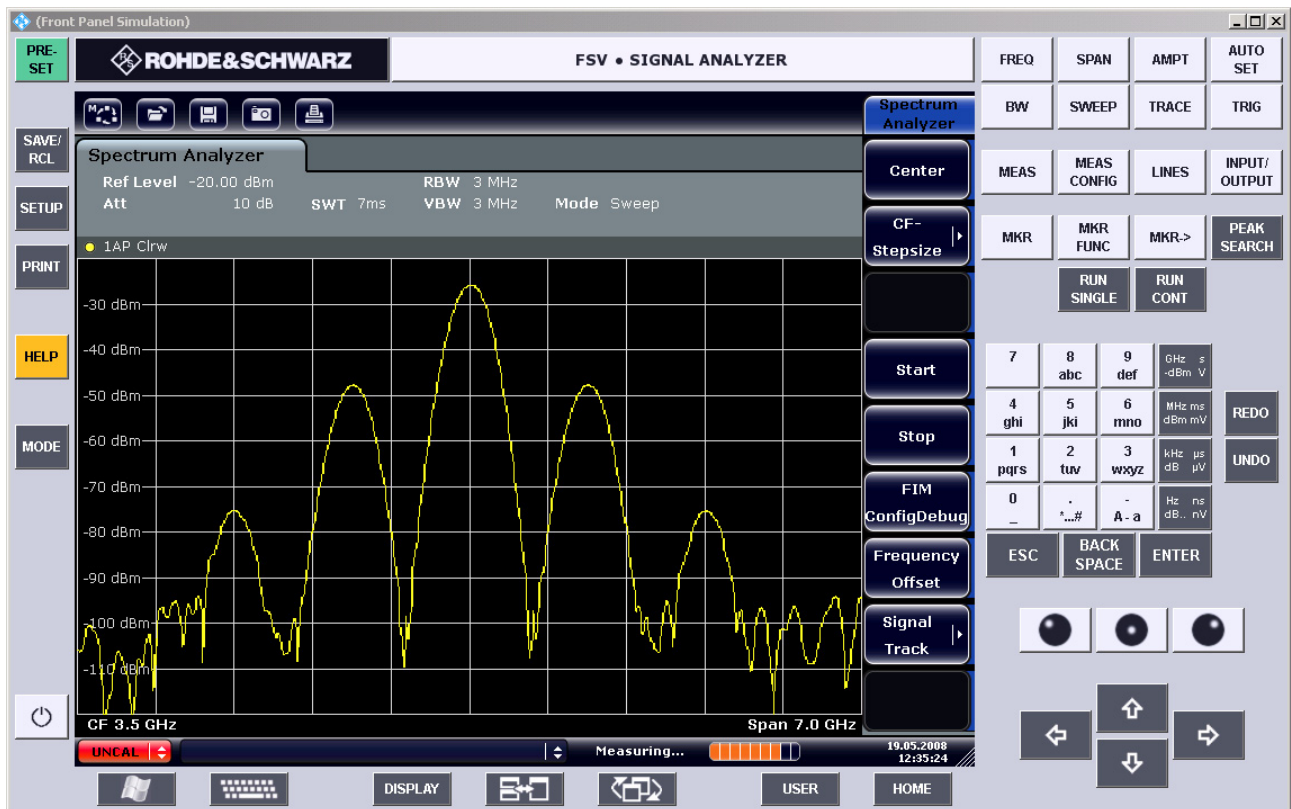 (Front Panel Simulation)
PRE-
SET
ROHDE&SCHWARZ
FSV • SIGNAL ANALYZER
FREQ
SPAN
AMPT
AUTO
SET
Spectrum
Analyzer
BW
SWEEP
TRACE
TRIG
SAVE/
RCL
Spectrum Analyzer
Center
MEAS
MEAS
CONFIG
LINES
INPUT/
OUTPUT
Ref Level -20.00 dBm
RBW 3 MHz
SETUP
Att 10 dB SWT 7ms VBW 3 MHz Mode Sweep
CF-
Stepsize
MKR
MKR
FUNC
MKR->
PEAK
SEARCH
1AP Clrw
PRINT
RUN
SINGLE
RUN
CONT
-30 dBm
-40 dBm
-50 dBm
-60 dBm
-70 dBm
-80 dBm
-90 dBm
-100 dBm
-110 dBm
HELP
MODE
Start
Stop
FIM
ConfigDebug
Frequency
Offset
Signal
Track
7
8
abc
9
def
GHz s
-dBm V
4
ghi
5
jki
6
mno
MHz ms
dBm mV
REDO
1
pqrs
2
tuv
3
wxyz
kHz µs
dB µV
UNDO
0
_
.
*...#
-
A - a
Hz ns
dB.. nV
ESC
BACK
SPACE
ENTER
CF 3.5 GHz
Span 7.0 GHz
UNCAL
Measuring...
19.05.2008
12:35:24
DISPLAY
USER
HOME